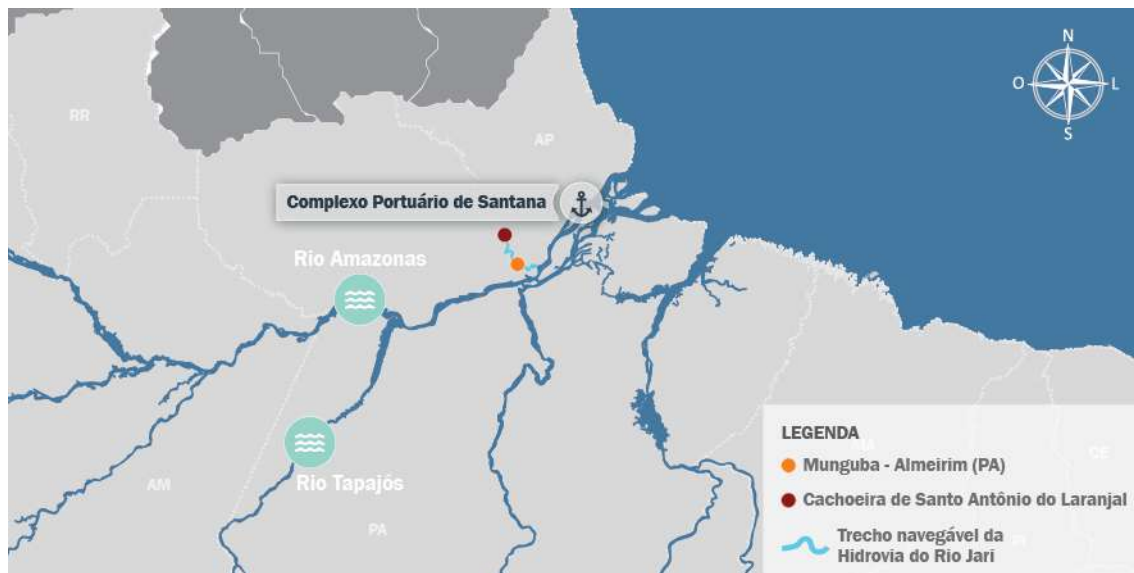 N
O
L
S
RR
AP
Complexo Portuário de Santana
Rio Amazonas
Rio Tapajós
AM
PA
CE
LEGENDA
Munguba - Almeirim (PA)
Cachoeira de Santo Antônio do Laranjal
Trecho navegável da
Hidrovia do Rio Jari